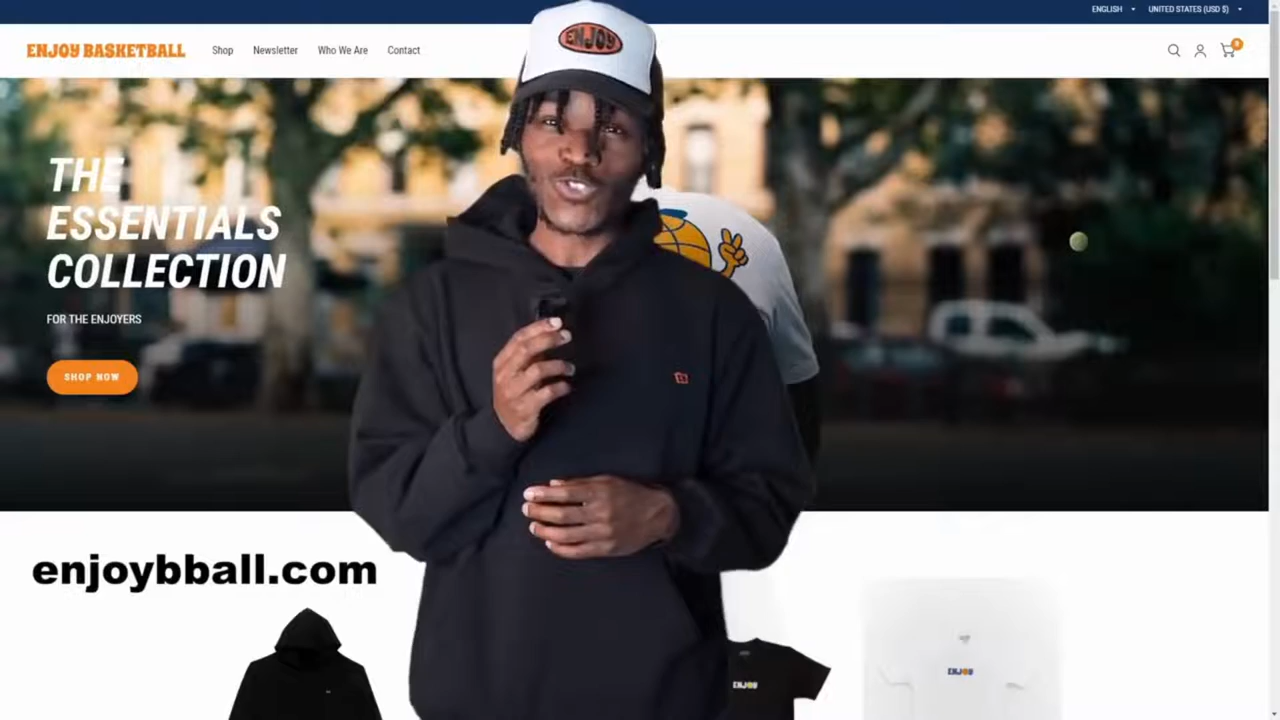 ENGLISH
UNITED STATES (USD $)
ENJOY BASKETBALL
Shop
Newsletter
Who We Are
Contact
0
ENJOY
THE
ESSENTIALS
COLLECTION
FOR THE ENJOYERS
SHOP NOW
enjoybball.com
ENJOY
ENJOY